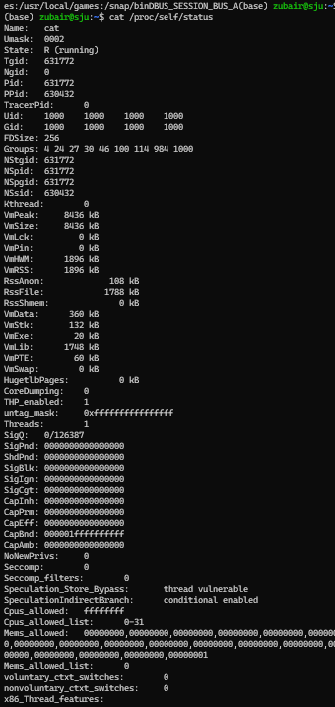 es:/usr/local/games:/snap/binDBUS_SESSION_BUS_A(base) zubair@sju:~$
(base) zubair@sju:~$ cat /proc/self/status
Name:	cat
Umask:	0002
State:	R (running)
Tgid:	631772
Ngid:	0
Pid:	631772
PPid:	630432
TracerPid:	0
Uid:	1000	1000	1000	1000
Gid:	1000	1000	1000	1000
FDSize:	256
Groups:	4 24 27 30 46 100 114 984 1000
NStgid:	631772
NSpid:	631772
NSpgid:	631772
NSsid:	630432
Kthread:	0
VmPeak:	8436 kB
VmSize:	8436 kB
VmLck:	0 kB
VmPin:	0 kB
VmHWM:	1896 kB
VmRSS:	1896 kB
RssAnon:	108 kB
RssFile:	1788 kB
RssShmem:	0 kB
VmData:	360 kB
VmStk:	132 kB
VmExe:	20 kB
VmLib:	1748 kB
VmPTE:	60 kB
VmSwap:	0 kB
HugetlbPages:	0 kB
CoreDumping:	0
THP_enabled:	1
untag_mask:	0xffffffffffffffff
Threads:	1
SigQ:	0/126387
SigPnd:	0000000000000000
ShdPnd:	0000000000000000
SigBlk:	0000000000000000
SigIgn:	0000000000000000
SigCgt:	0000000000000000
CapInh:	0000000000000000
CapPrm:	0000000000000000
CapEff:	0000000000000000
CapBnd:	000001ffffffffff
CapAmb:	0000000000000000
NoNewPrivs:	0
Seccomp:	0
Seccomp_filters:	0
Speculation_Store_Bypass:	thread vulnerable
SpeculationIndirectBranch:	conditional enabled
Cpus_allowed:	ffffffff
Cpus_allowed_list:	0-31
Mems_allowed:	00000000,00000000,00000000,00000000,00000000,000000
0,00000000,00000000,00000000,00000000,00000000,00000000,0
00000,00000000,00000000,00000000,00000000,00000001
Mems_allowed_list:	0
voluntary_ctxt_switches:	0
nonvoluntary_ctxt_switches:	0
x86_Thread_features: